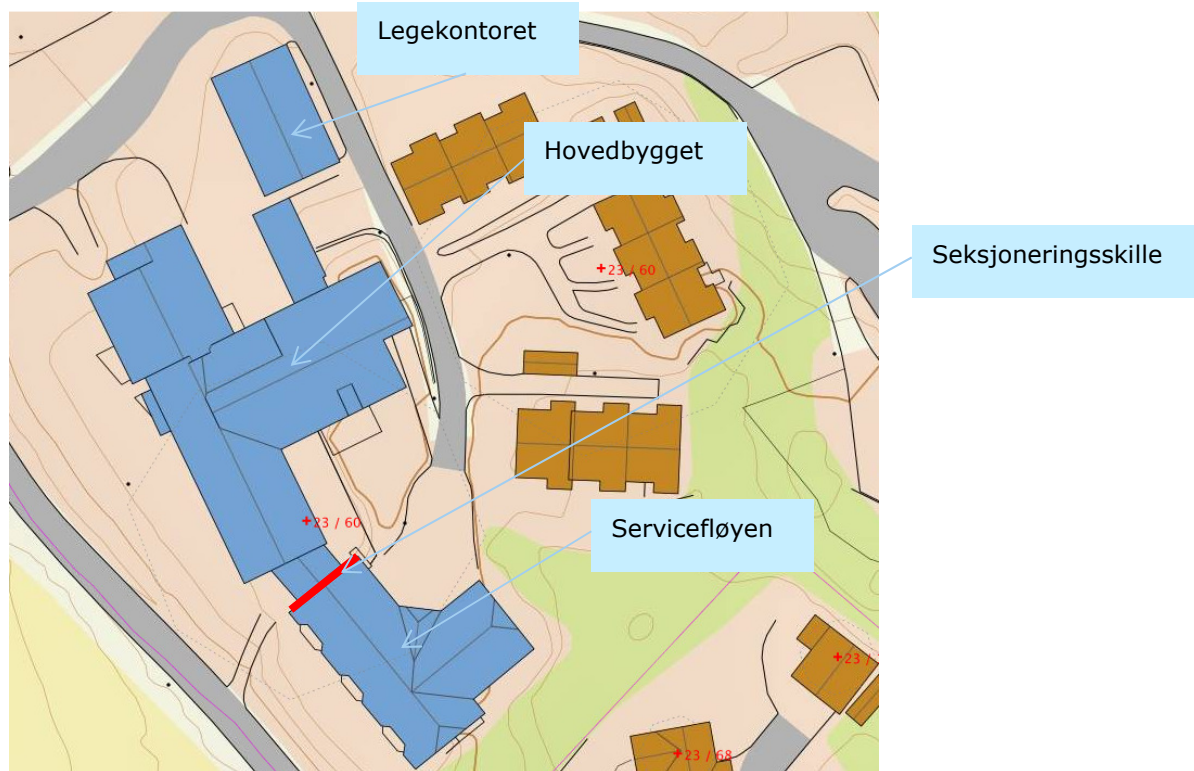 Legekontoret
Hovedbygget
Seksjoneringsskille
23 / 60
23 / 60
Servicefløyen
23 /
23 / 68